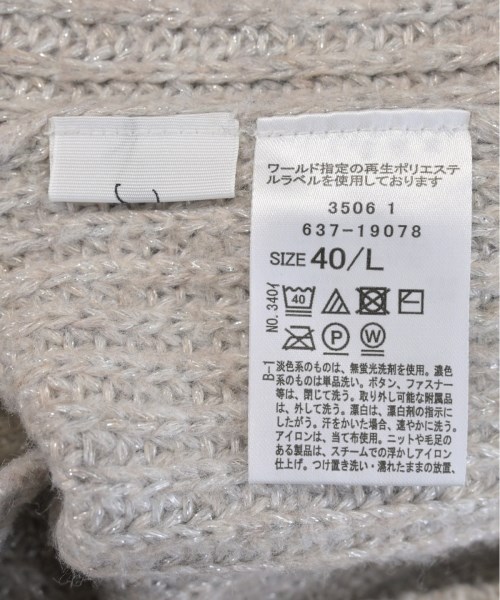 ワールド指定の再生ポリエステ
ルラベルを使用しております
3506 1
637-19078
SIZE 40/L
NO. 3404
40
P W
B-1
淡色系のものは、無蛍光洗剤を使用。濃色
系のものは単品洗い。ボタン、ファスナー
等は、閉じて洗う。取り外し可能な附属品
は、外して洗う。漂白は、漂白剤の指示に
したがう。汗をかいた場合、速やかに洗う。
アイロンは、当て布使用。ニットや毛足の
ある製品は、スチームでの浮かしアイロン
仕上げ。つけ置き洗い・濡れたままの放置、